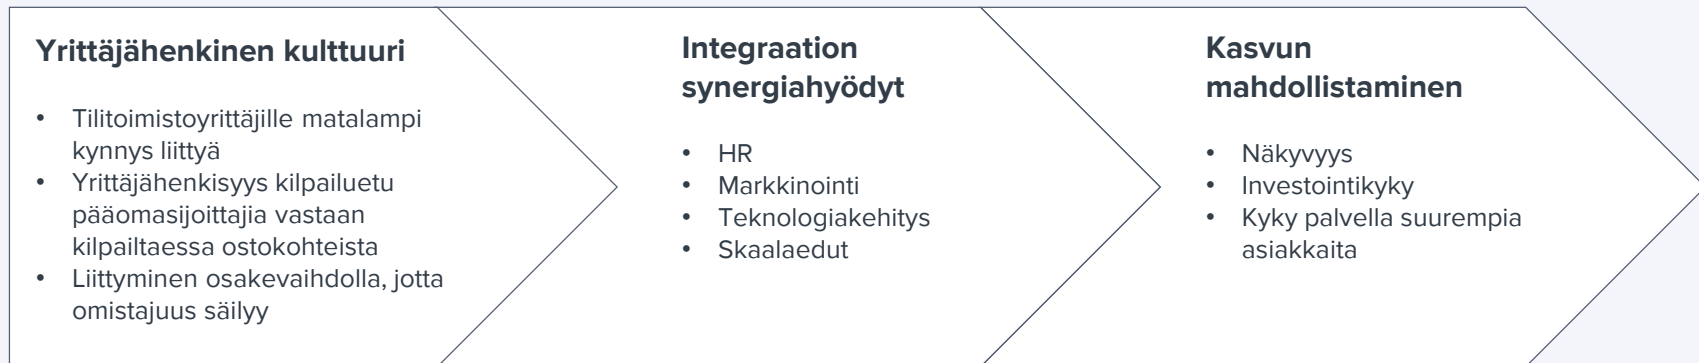 Yrittäjähenkinen kulttuuri
• Tilitoimistoyrittäjille matalampi
kynnys liittyä
• Yrittäjähenkisyys kilpailuetu
pääomasijoittajia vastaan
kilpailtaessa ostokohteista
• Liittyminen osakevaihdolla, jotta
omistajuus säilyy
Integraation
synergiahyödyt
• HR
• Markkinointi
• Teknologiakehitys
• Skaalaedut
Kasvun
mahdollistaminen
• Näkyvyys
• Investointikyky
• Kyky palvella suurempia
asiakkaita